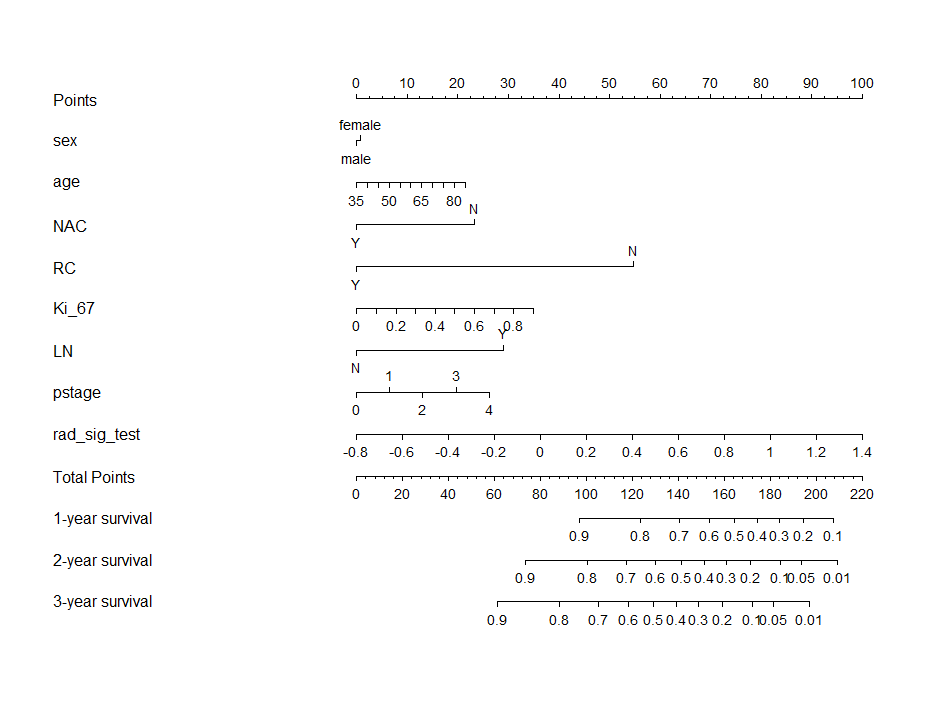 0 10 20 30 40 50 60 70 80 90 100
Points
female
sex
male
age
35 50 65 80
N
NAC
Y
N
RC
Y
Ki_67
0 0.2 0.4 0.6 0.8
Y
LN
N
1 3
pstage
0 2 4
rad_sig_test
-0.8 -0.6 -0.4 -0.2 0 0.2 0.4 0.6 0.8 1 1.2 1.4
Total Points
0 20 40 60 80 100 120 140 160 180 200 220
1-year survival
0.9 0.8 0.7 0.6 0.5 0.4 0.3 0.2 0.1
2-year survival
0.9 0.8 0.7 0.6 0.5 0.4 0.3 0.2 0.1 0.05 0.01
3-year survival
0.9 0.8 0.7 0.6 0.5 0.4 0.3 0.2 0.1 0.05 0.01